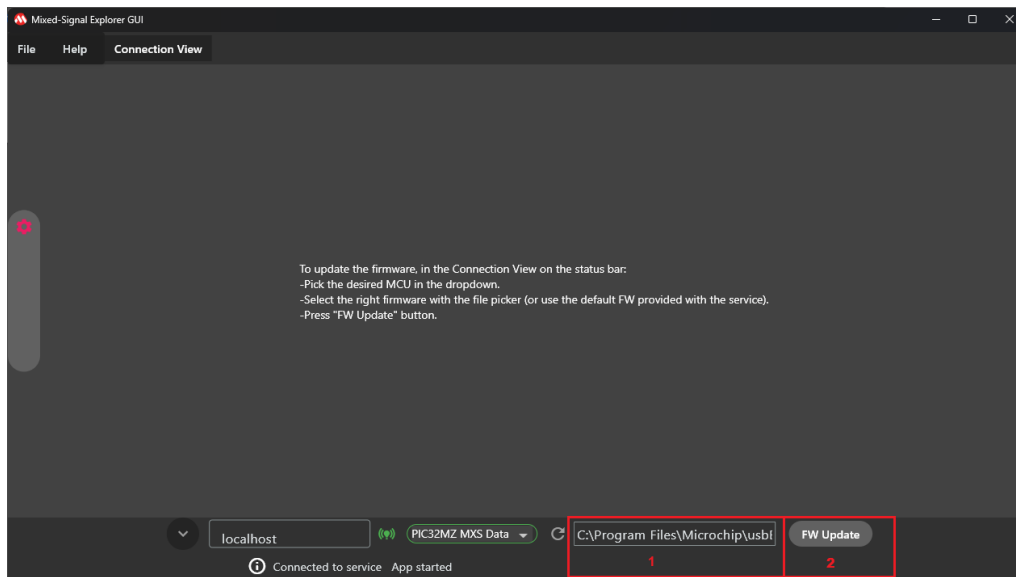 Mixed-Signal Explorer GUI
File Help Connection View
To update the firmware, in the Connection View on the status bar:
-Pick the desired MCU in the dropdown.
-Select the right firmware with the file picker (or use the default FW provided with the service).
-Press "FW Update" button.
localhost PIC32MZ MXS Data C:\Program Files\Microchip\usbl FW Update
Connected to service App started 1 2